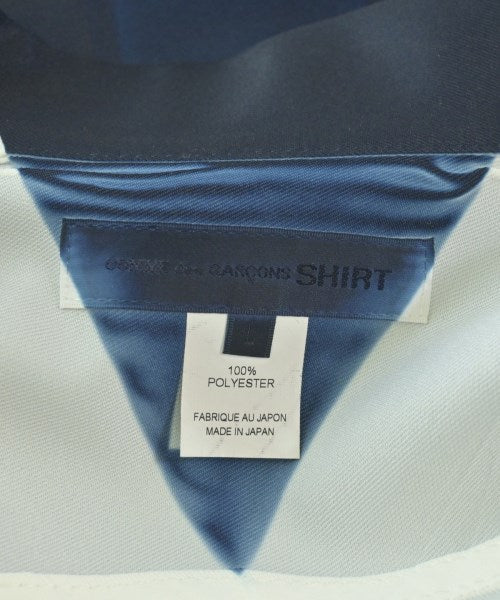 COMME des GARÇONS SHIRT
100%
POLYESTER
FABRIQUE AU JAPON
MADE IN JAPAN